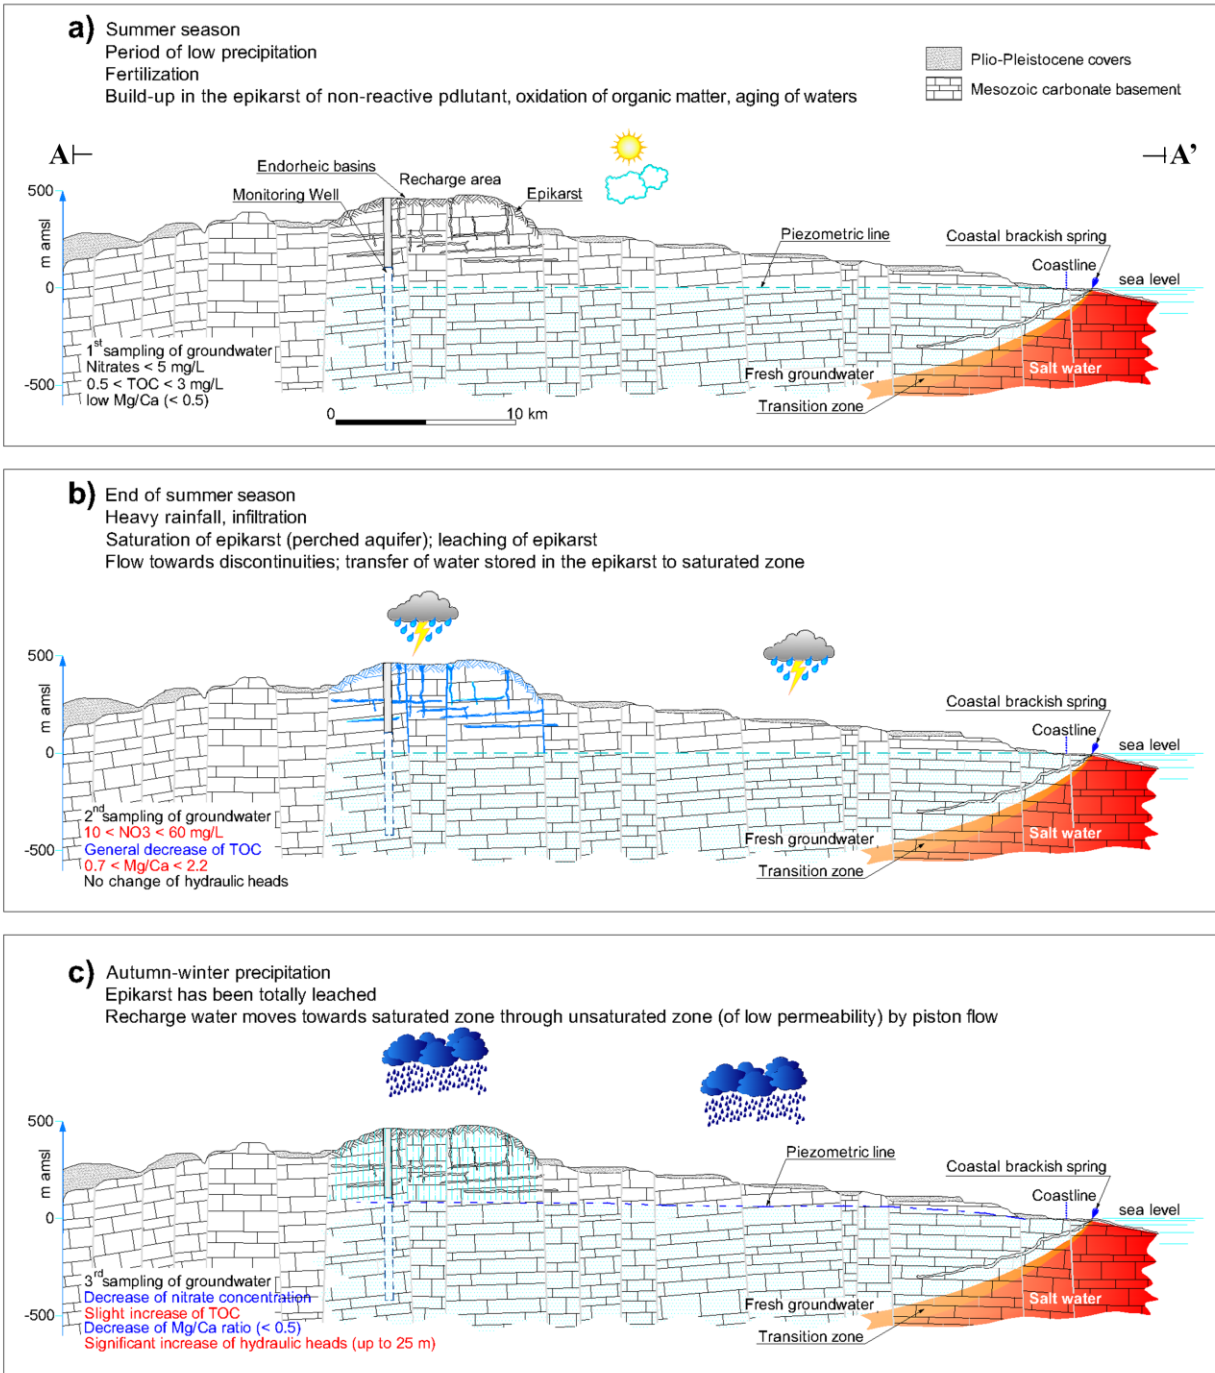 a) Summer season
Period of low precipitation
Fertilization
Build-up in the epikarst of non-reactive pdlutant, oxidation of organic matter, aging of waters
Plio-Pleistocene covers
Mesozoic carbonate basement
A
A'
Endorheic basins
Recharge area
Monitoring Well
Epikarst
Piezometric line
Coastal brackish spring
Coastline
sea level
500
m amsl
0
-500
1st sampling of groundwater
Nitrates < 5 mg/L
0.5 < TOC < 3 mg/L
low Mg/Ca (< 0.5)
0
10 km
Fresh groundwater
Salt water
Transition zone
b) End of summer season
Heavy rainfall, infiltration
Saturation of epikarst (perched aquifer); leaching of epikarst
Flow towards discontinuities; transfer of water stored in the epikarst to saturated zone
500
m amsl
0
-500
Coastal brackish spring
Coastline
sea level
2nd sampling of groundwater
10 < NO3 < 60 mg/L
General decrease of TOC
0.7 < Mg/Ca < 2.2
No change of hydraulic heads
Fresh groundwater
Salt water
Transition zone
c) Autumn-winter precipitation
Epikarst has been totally leached
Recharge water moves towards saturated zone through unsaturated zone (of low permeability) by piston flow
500
m amsl
0
-500
Piezometric line
Coastal brackish spring
Coastline
sea level
3rd sampling of groundwater
Decrease of nitrate concentration
Slight increase of TOC
Decrease of Mg/Ca ratio (< 0.5)
Significant increase of hydraulic heads (up to 25 m)
Fresh groundwater
Salt water
Transition zone